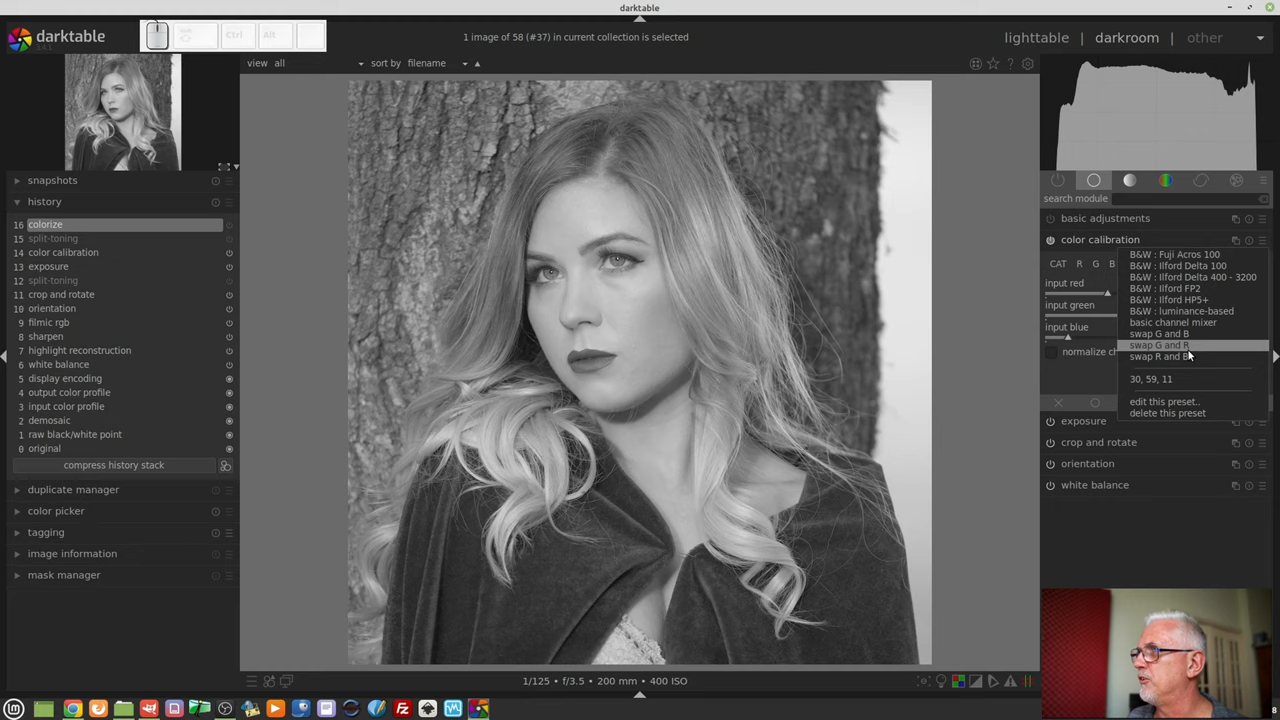 darktable
darktable
3.4.1
Ctrl
Alt
1 image of 58 (#37) in current collection is selected
lighttable | darkroom | other
view all
sort by filename
snapshots
history
16 colorize
15 split-toning
14 color calibration
13 exposure
12 split-toning
11 crop and rotate
10 orientation
9 filmic rgb
8 sharpen
7 highlight reconstruction
6 white balance
5 display encoding
4 output color profile
3 input color profile
2 demosaic
1 raw black/white point
0 original
compress history stack
duplicate manager
color picker
tagging
image information
mask manager
search module
basic adjustments
color calibration
CAT R G B
input red
input green
input blue
normalize ch
B&W : Fuji Acros 100
B&W : Ilford Delta 100
B&W : Ilford Delta 400 - 3200
B&W : Ilford FP2
B&W : Ilford HP5+
B&W : luminance-based
basic channel mixer
swap G and B
swap G and R
swap R and B
30, 59, 11
edit this preset..
delete this preset
exposure
crop and rotate
orientation
white balance
1/125 • f/3.5 • 200 mm • 400 ISO